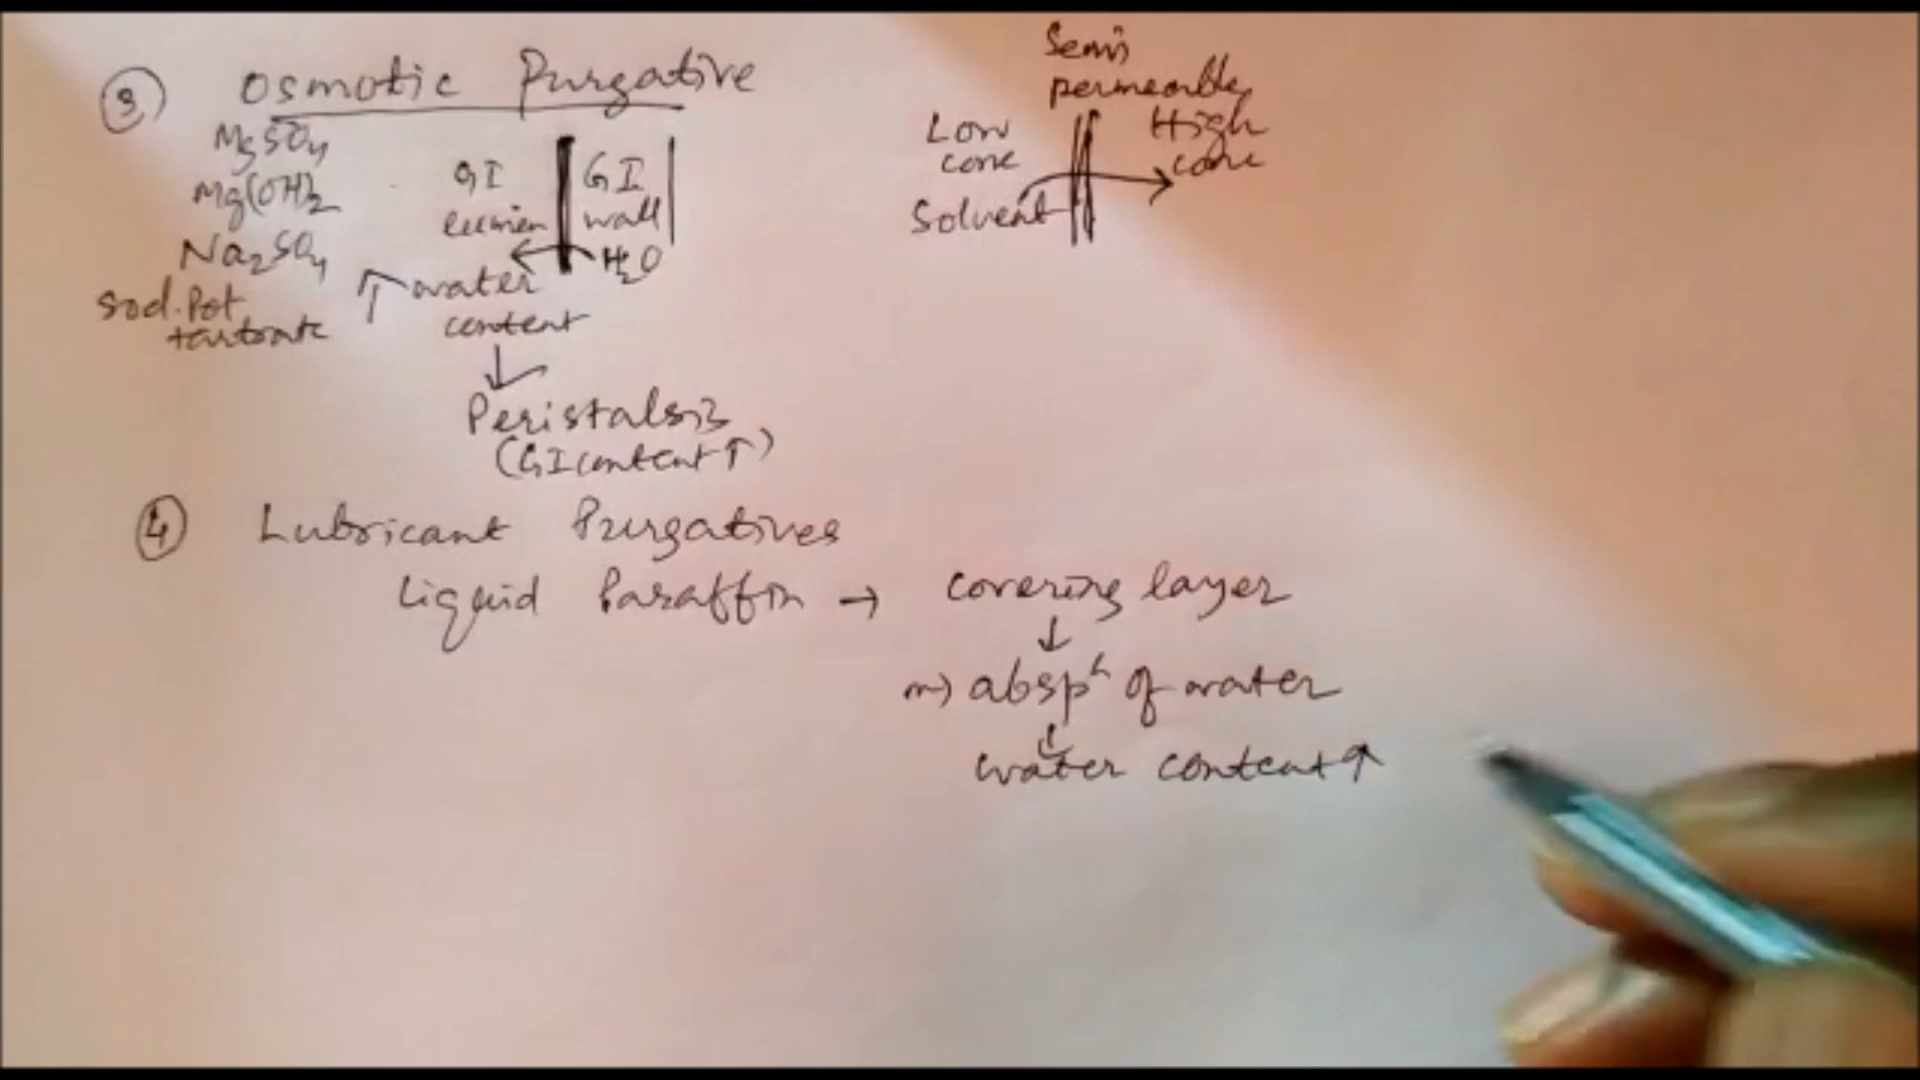 3 Osmotic Purgative
MgSO4
Mg(OH)2
Na2SO4
Sod. Pot
tartrate
GI
lumen
GI
wall
H2O
↑ water
content
↓
Peristalsis
(GI content ↑)
Semi
permeable
Low
conc
High
conc
Solvent
4 Lubricant Purgatives
Liquid Paraffin → covering layer
↓
abspn of water
↓
water content ↑